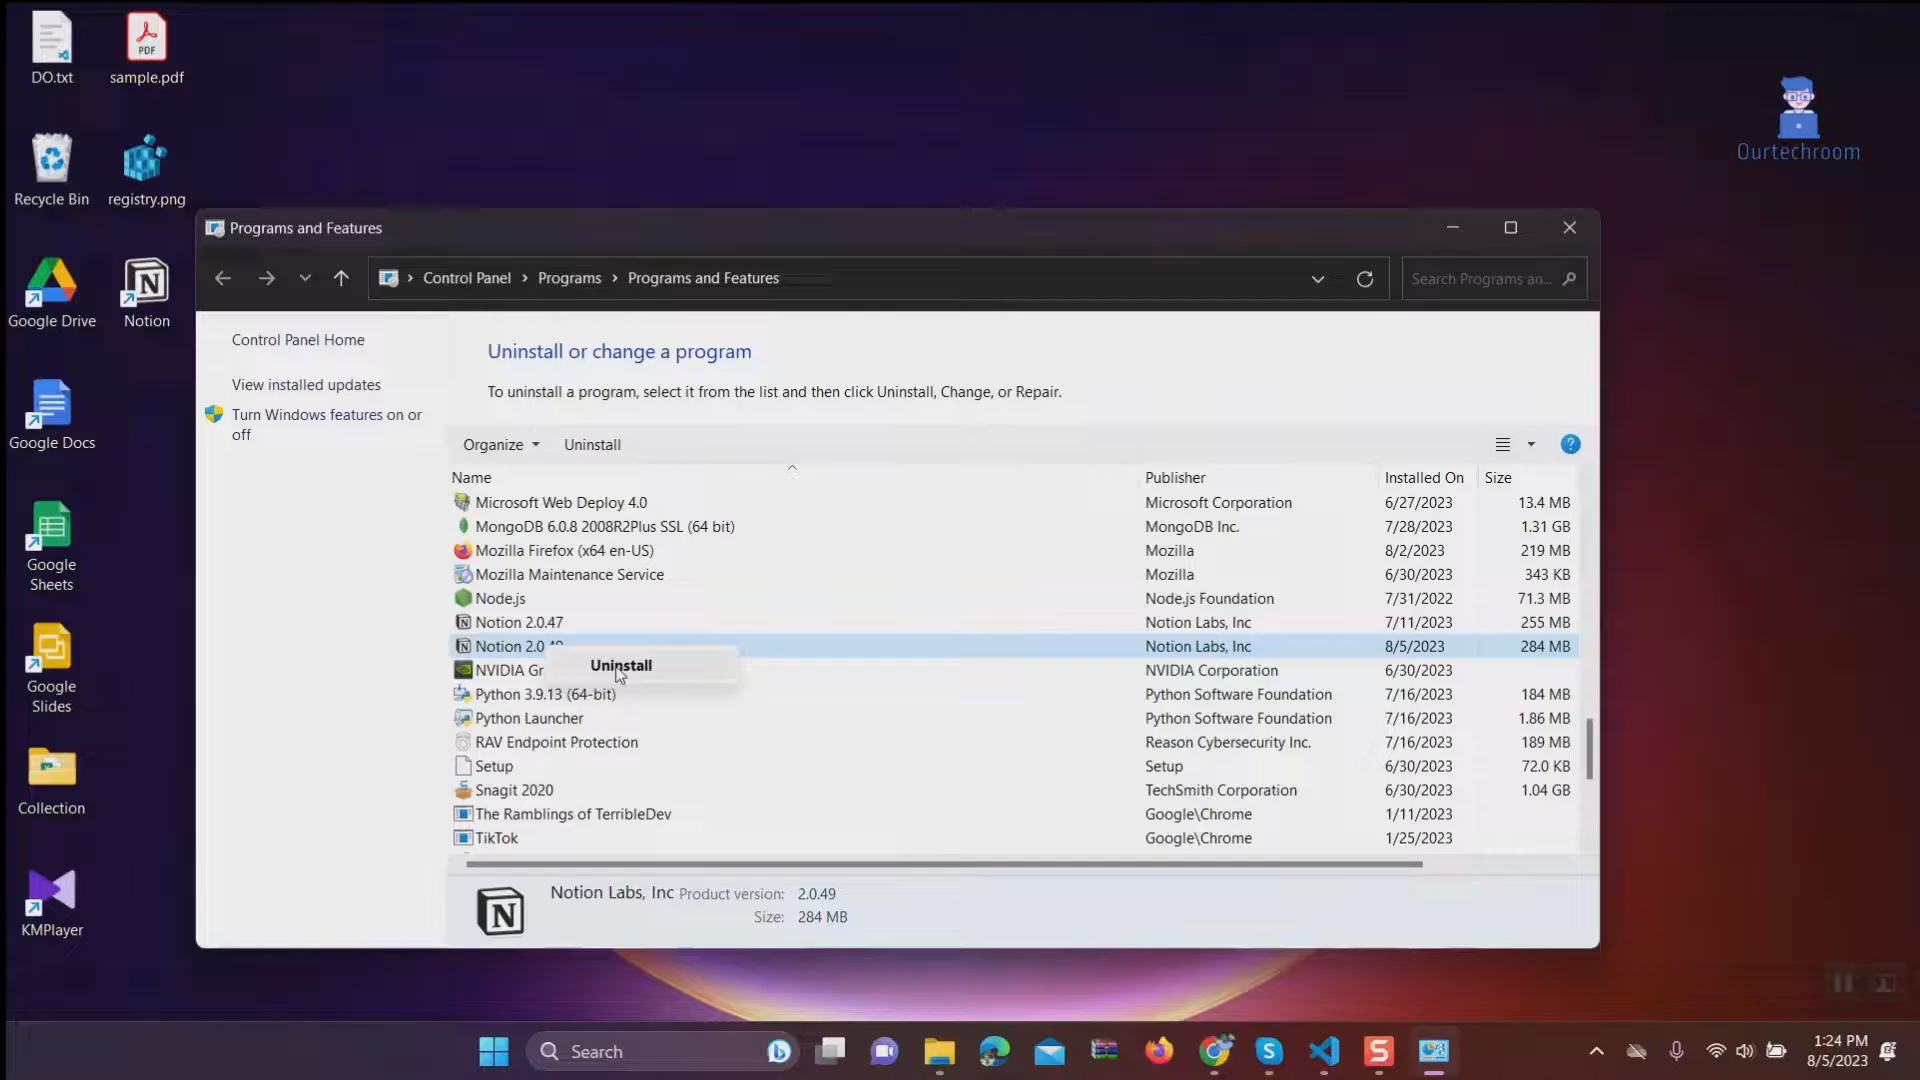 DO.txt
sample.pdf
PDF
Recycle Bin
registry.png
Google Drive
Notion
Google Docs
Google
Sheets
Google
Slides
Collection
KMPlayer
Ourtechroom
Programs and Features
Control Panel > Programs > Programs and Features
Search Programs an...
Control Panel Home
View installed updates
Turn Windows features on or
off
Uninstall or change a program
To uninstall a program, select it from the list and then click Uninstall, Change, or Repair.
Organize Uninstall
Name Publisher Installed On Size
Microsoft Web Deploy 4.0 Microsoft Corporation 6/27/2023 13.4 MB
MongoDB 6.0.8 2008R2Plus SSL (64 bit) MongoDB Inc. 7/28/2023 1.31 GB
Mozilla Firefox (x64 en-US) Mozilla 8/2/2023 219 MB
Mozilla Maintenance Service Mozilla 6/30/2023 343 KB
Node.js Node.js Foundation 7/31/2022 71.3 MB
Notion 2.0.47 Notion Labs, Inc 7/11/2023 255 MB
Notion 2.0.49 Notion Labs, Inc 8/5/2023 284 MB
Uninstall
NVIDIA Gr NVIDIA Corporation 6/30/2023
Python 3.9.13 (64-bit) Python Software Foundation 7/16/2023 184 MB
Python Launcher Python Software Foundation 7/16/2023 1.86 MB
RAV Endpoint Protection Reason Cybersecurity Inc. 7/16/2023 189 MB
Setup Setup 6/30/2023 72.0 KB
Snagit 2020 TechSmith Corporation 6/30/2023 1.04 GB
The Ramblings of TerribleDev Google\Chrome 1/11/2023
TikTok Google\Chrome 1/25/2023
Notion Labs, Inc Product version: 2.0.49
Size: 284 MB
Search
1:24 PM
8/5/2023